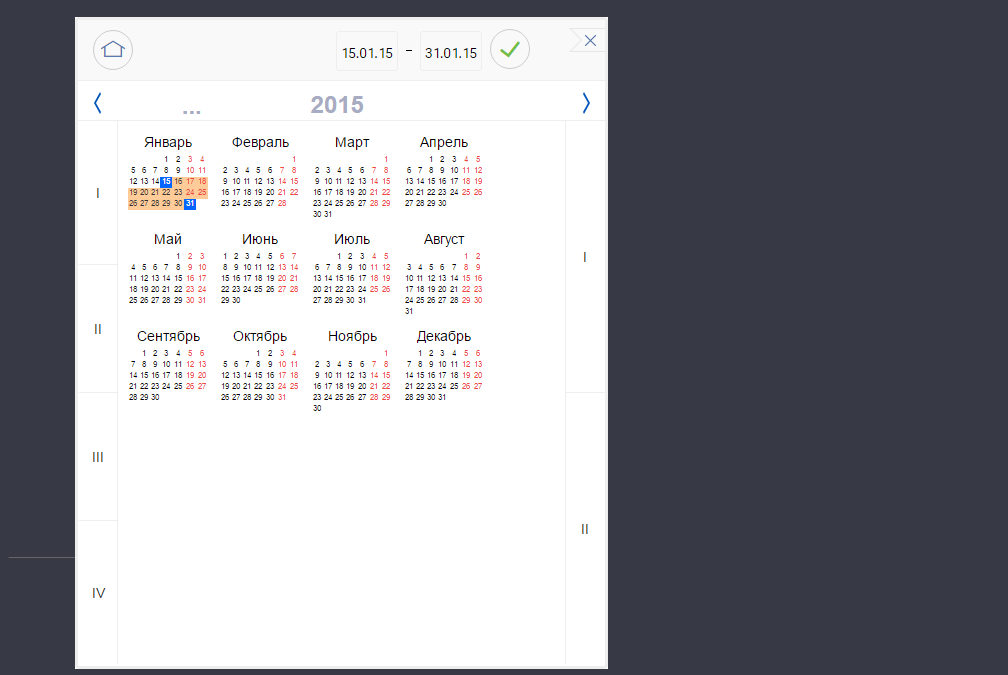 15.01.15 - 31.01.15
... 2015
Январь Февраль Март Апрель
1 2 3 4 1 1 1 2 3 4 5
5 6 7 8 9 10 11 2 3 4 5 6 7 8 2 3 4 5 6 7 8 6 7 8 9 10 11 12
12 13 14 15 16 17 18 9 10 11 12 13 14 15 9 10 11 12 13 14 15 13 14 15 16 17 18 19
I 19 20 21 22 23 24 25 16 17 18 19 20 21 22 16 17 18 19 20 21 22 20 21 22 23 24 25 26
26 27 28 29 30 31 23 24 25 26 27 28 23 24 25 26 27 28 29 27 28 29 30
30 31
Май Июнь Июль Август
1 2 3 1 2 3 4 5 6 7 1 2 3 4 5 1 2 I
4 5 6 7 8 9 10 8 9 10 11 12 13 14 6 7 8 9 10 11 12 3 4 5 6 7 8 9
11 12 13 14 15 16 17 15 16 17 18 19 20 21 13 14 15 16 17 18 19 10 11 12 13 14 15 16
18 19 20 21 22 23 24 22 23 24 25 26 27 28 20 21 22 23 24 25 26 17 18 19 20 21 22 23
25 26 27 28 29 30 31 29 30 27 28 29 30 31 24 25 26 27 28 29 30
31
II Сентябрь Октябрь Ноябрь Декабрь
1 2 3 4 5 6 1 2 3 4 1 1 2 3 4 5 6
7 8 9 10 11 12 13 5 6 7 8 9 10 11 2 3 4 5 6 7 8 7 8 9 10 11 12 13
14 15 16 17 18 19 20 12 13 14 15 16 17 18 9 10 11 12 13 14 15 14 15 16 17 18 19 20
21 22 23 24 25 26 27 19 20 21 22 23 24 25 16 17 18 19 20 21 22 21 22 23 24 25 26 27
28 29 30 26 27 28 29 30 31 23 24 25 26 27 28 29 28 29 30 31
30
III
II
IV